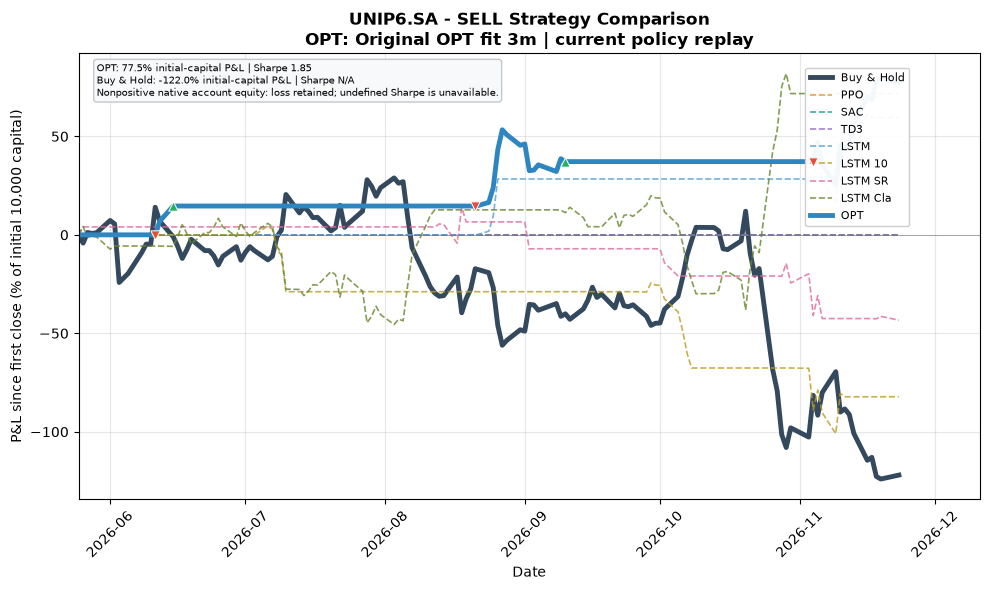 UNIP6.SA - SELL Strategy Comparison
OPT: Original OPT fit 3m | current policy replay
OPT: 77.5% initial-capital P&L | Sharpe 1.85
Buy & Hold: -122.0% initial-capital P&L | Sharpe N/A
Nonpositive native account equity: loss retained; undefined Sharpe is unavailable.
Buy & Hold
PPO
SAC
TD3
LSTM
LSTM 10
LSTM SR
LSTM Cla
OPT
P&L since first close (% of initial 10,000 capital)
50
0
−50
−100
2026-06
2026-07
2026-08
2026-09
2026-10
2026-11
2026-12
Date